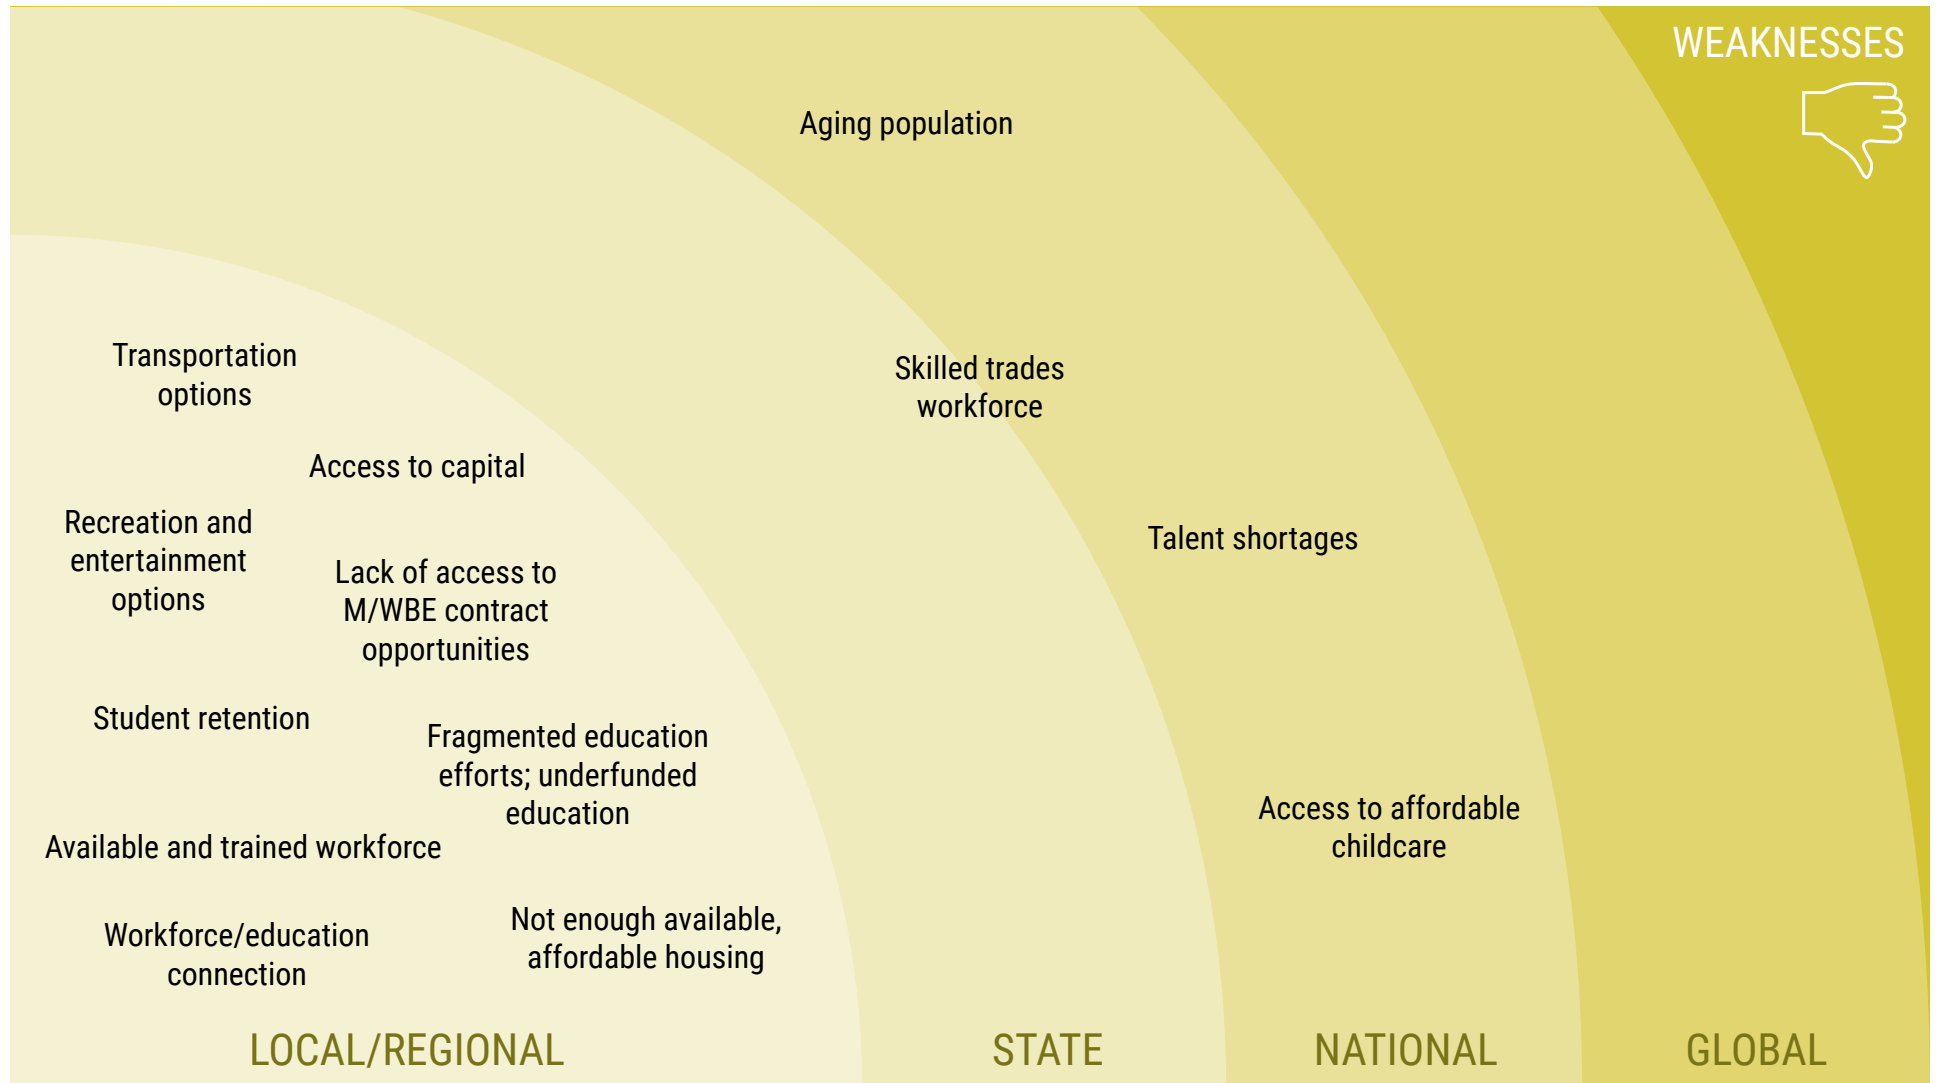 WEAKNESSES
Aging population
Transportation
options
Skilled trades
workforce
Access to capital
Recreation and
entertainment
options
Talent shortages
Lack of access to
M/WBE contract
opportunities
Student retention
Fragmented education
efforts; underfunded
education
Access to affordable
childcare
Available and trained workforce
Workforce/education
connection
Not enough available,
affordable housing
LOCAL/REGIONAL
STATE
NATIONAL
GLOBAL